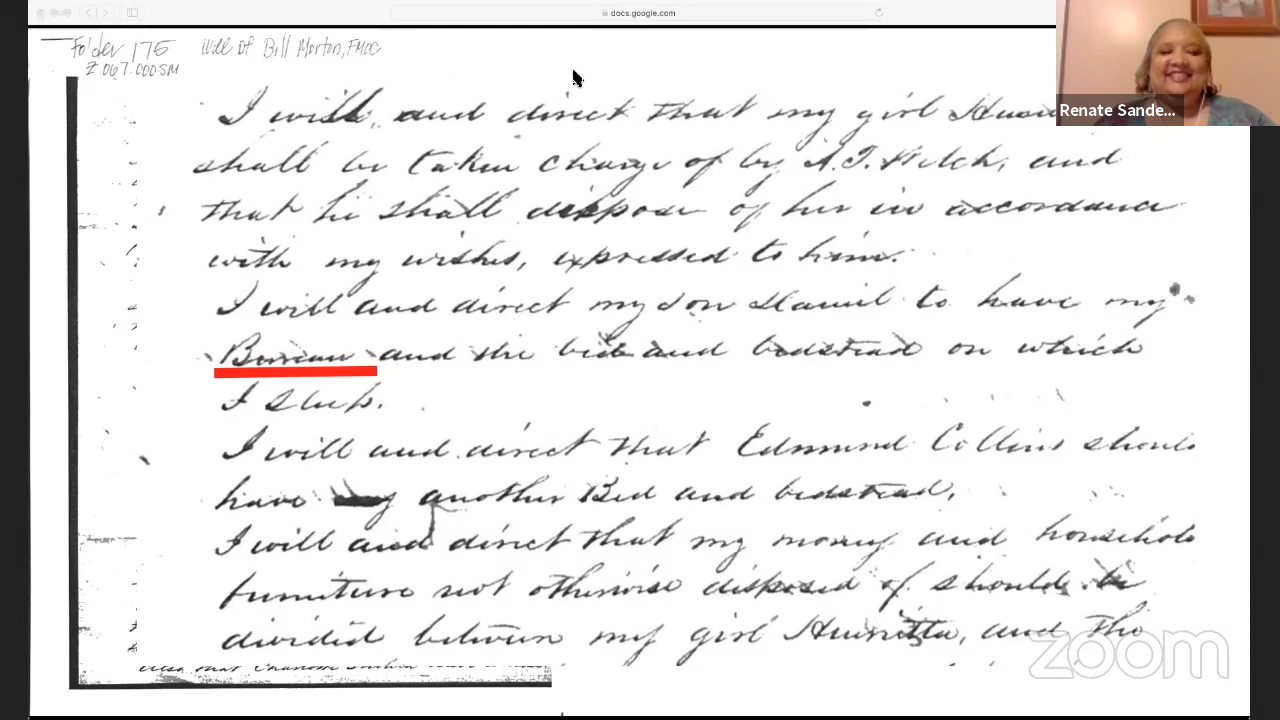 docs.google.com
Folder 175 Will of Bill Morton, FMOC
Z 067.000SM
Renate Sande...
I will, and direct that my girl
shall be taken charge of by A.T. Welch, and
that he shall dispose of her in accordance
with my wishes, expressed to him.
I will and direct my son Daniel to have my
Bureau and the bed and bedstead on which
I sleep.
I will and direct that Edmund Collins should
have another Bed and bedstead,
I will and direct that my money and household
furniture not otherwise disposed of should be
divided between my girl Henrietta, and the
zoom